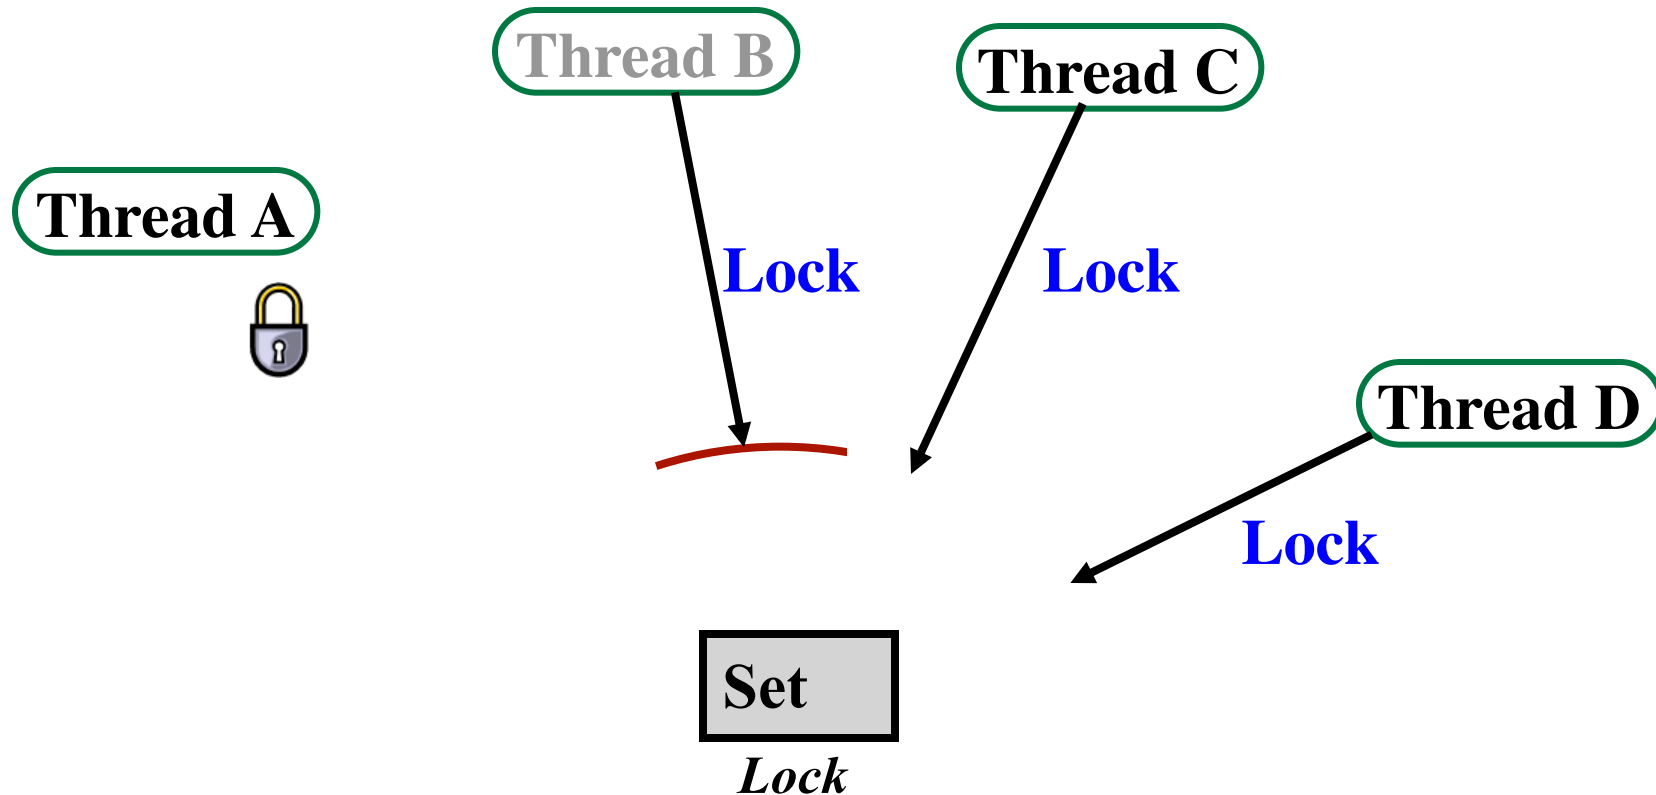 Thread B
Thread C
Thread A
Lock
Lock
Thread D
Lock
Set
Lock